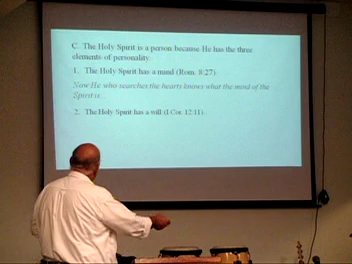 C. The Holy Spirit is a person because He has the three
elements of personality.
1. The Holy Spirit has a mind (Rom. 8:27).
Now He who searches the hearts knows what the mind of the
Spirit is...
2. The Holy Spirit has a will (I Cor. 12:11).